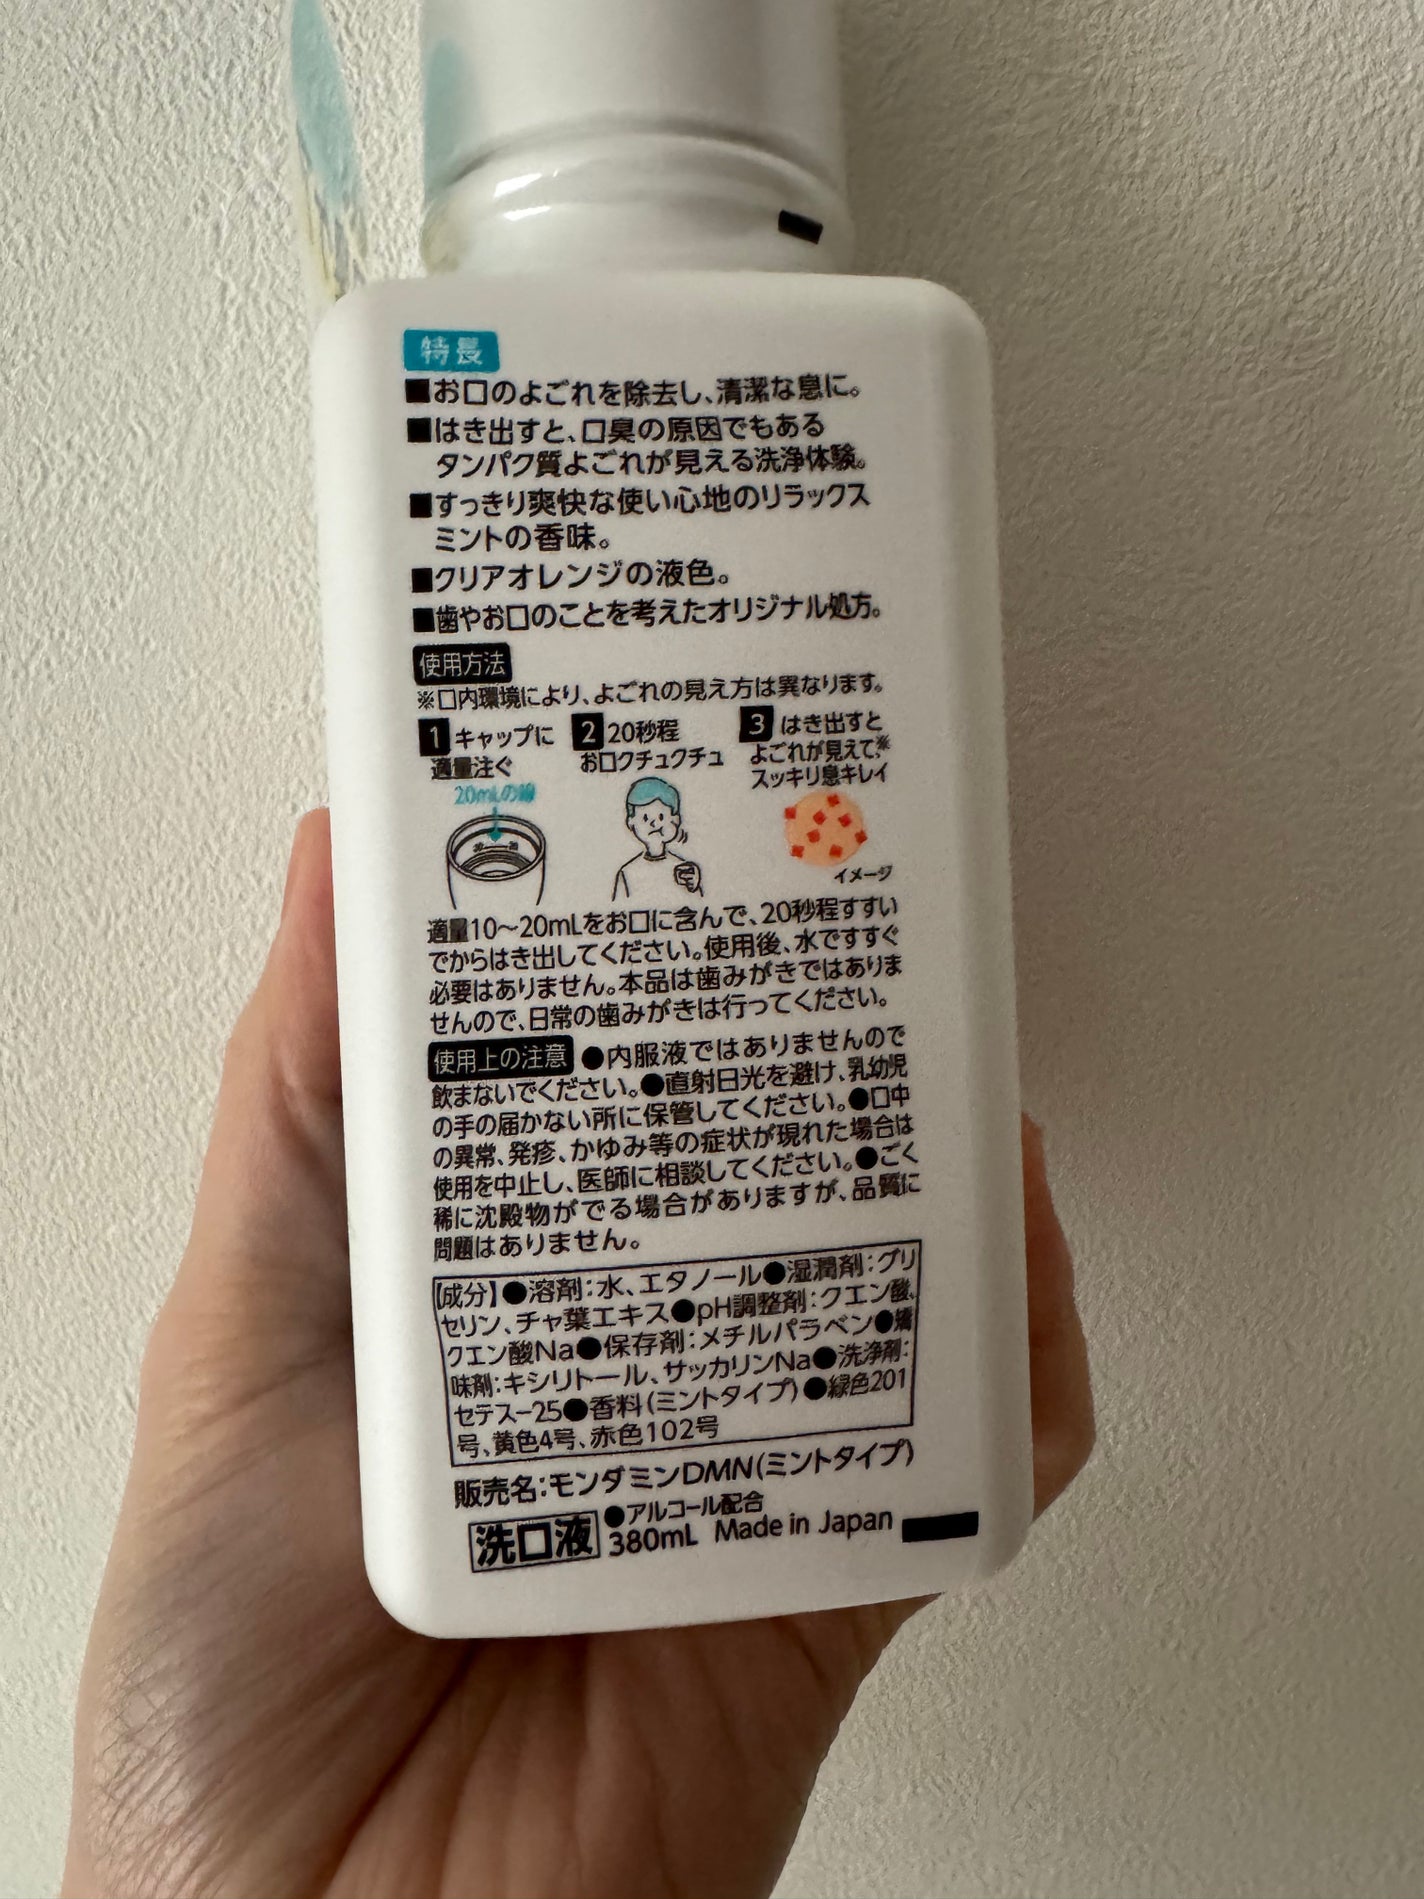 特長
■お口のよごれを除去し、清潔な息に。
■はき出すと、口臭の原因でもある
タンパク質よごれが見える洗浄体験。
■すっきり爽快な使い心地のリラックス
ミントの香味。
■クリアオレンジの液色。
■歯やお口のことを考えたオリジナル処方。
使用方法
※口内環境により、よごれの見え方は異なります。
1 キャップに
適量注ぐ
20mLの線
2 20秒程
お口クチュクチュ
3 はき出すと
よごれが見えて、※
スッキリ息キレイ
イメージ
適量10～20mLをお口に含んで、20秒程すすい
でからはき出してください。使用後、水ですすぐ
必要はありません。本品は歯みがきではありま
せんので、日常の歯みがきは行ってください。
使用上の注意 ●内服液ではありませんので
飲まないでください。●直射日光を避け、乳幼児
の手の届かない所に保管してください。●口中
の異常、発疹、かゆみ等の症状が現れた場合は
使用を中止し、医師に相談してください。●ごく
稀に沈殿物がでる場合がありますが、品質に
問題はありません。
【成分】●溶剤：水、エタノール●湿潤剤：グリ
セリン、チャ葉エキス●pH調整剤：クエン酸、
クエン酸Na●保存剤：メチルパラベン●矯
味剤：キシリトール、サッカリンNa●洗浄剤：
セテス-25●香料（ミントタイプ）●緑色201
号、黄色4号、赤色102号
販売名：モンダミンDMN（ミントタイプ）
洗口液 ●アルコール配合
380mL Made in Japan